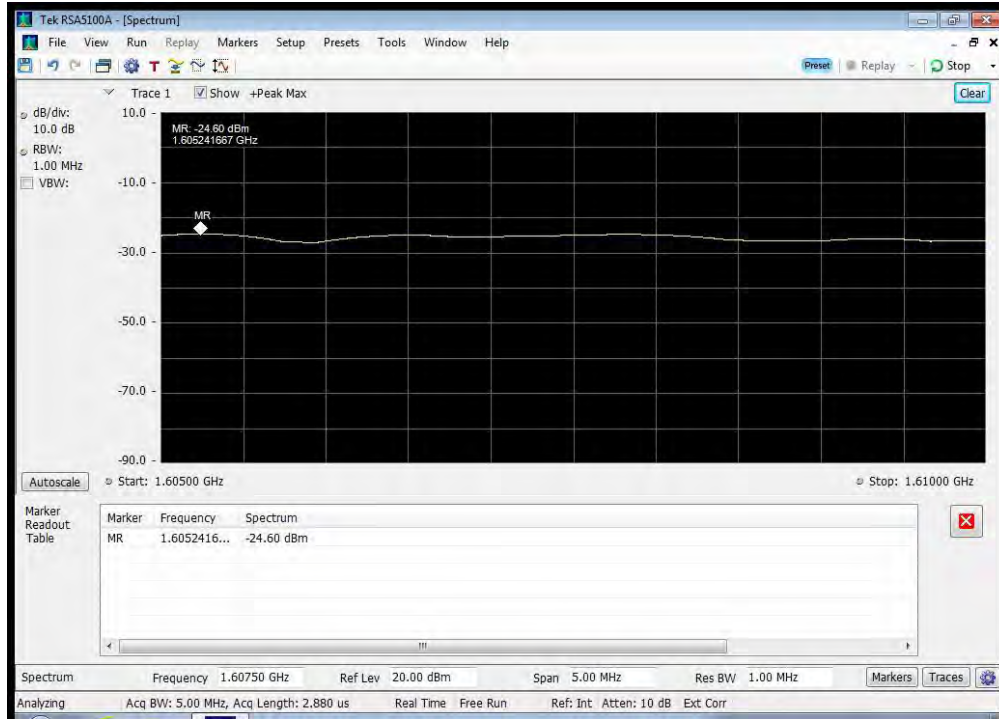 Tek RSA5100A - [Spectrum]
File View Run Replay Markers Setup Presets Tools Window Help
Preset Replay Stop
Trace 1 Show +Peak Max Clear
dB/div:
10.0 dB
RBW:
1.00 MHz
VBW:
10.0
-10.0
-30.0
-50.0
-70.0
-90.0
MR: -24.60 dBm
1.605241667 GHz
MR
Autoscale Start: 1.60500 GHz Stop: 1.61000 GHz
Marker
Readout
Table
Marker Frequency Spectrum
MR 1.6052416... -24.60 dBm
Spectrum Frequency 1.60750 GHz Ref Lev 20.00 dBm Span 5.00 MHz Res BW 1.00 MHz Markers Traces
Analyzing Acq BW: 5.00 MHz, Acq Length: 2.880 us Real Time Free Run Ref: Int Atten: 10 dB Ext Corr